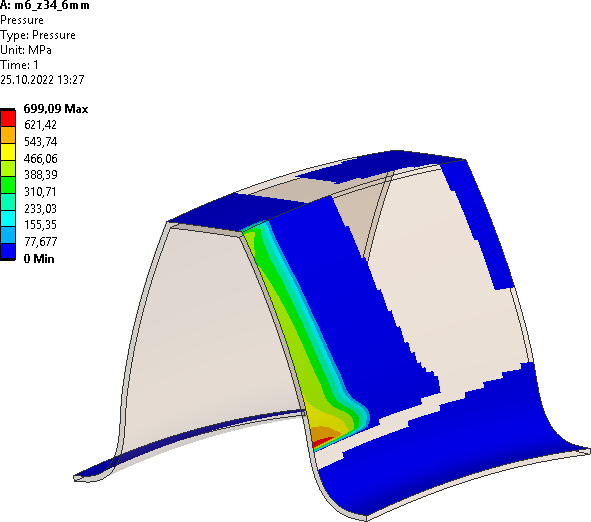 A: m6_z34_6mm
Pressure
Type: Pressure
Unit: MPa
Time: 1
25.10.2022 13:27
699,09 Max
621,42
543,74
466,06
388,39
310,71
233,03
155,35
77,677
0 Min